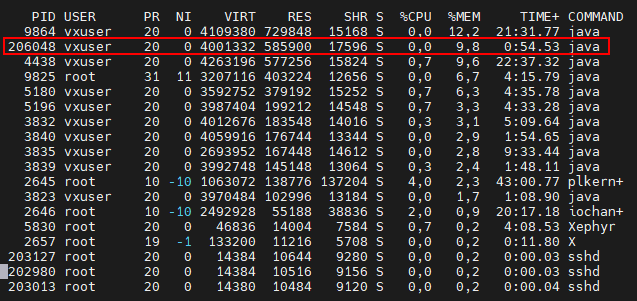 PID USER PR NI VIRT RES SHR S %CPU %MEM TIME+ COMMAND
9864 vxuser 20 0 4109380 729848 15168 S 0,0 12,2 21:31.77 java
206048 vxuser 20 0 4001332 585900 17596 S 0,0 9,8 0:54.53 java
4438 vxuser 20 0 4263196 577256 15824 S 0,7 9,6 22:37.32 java
9825 root 31 11 3207116 403224 12656 S 0,0 6,7 4:15.79 java
5180 vxuser 20 0 3592752 379192 15252 S 0,7 6,3 4:35.78 java
5196 vxuser 20 0 3987404 199212 14548 S 0,7 3,3 4:33.28 java
3832 vxuser 20 0 4012676 183548 14016 S 0,3 3,1 5:09.64 java
3840 vxuser 20 0 4059916 176744 13344 S 0,0 2,9 1:54.65 java
3835 vxuser 20 0 2693952 167448 14612 S 0,0 2,8 9:33.44 java
3839 vxuser 20 0 3992748 145148 13064 S 0,3 2,4 1:48.11 java
2645 root 10 -10 1063072 138776 137204 S 4,0 2,3 43:00.77 plkern+
3823 vxuser 20 0 3970484 102996 13184 S 0,0 1,7 1:08.90 java
2646 root 10 -10 2492928 55188 38836 S 2,0 0,9 20:17.18 iochan+
5830 root 20 0 46836 14004 7584 S 0,7 0,2 4:08.53 Xephyr
2657 root 19 -1 133200 11216 5708 S 0,0 0,2 0:11.80 X
203127 root 20 0 14384 10644 9280 S 0,0 0,2 0:00.03 sshd
202980 root 20 0 14384 10516 9156 S 0,0 0,2 0:00.03 sshd
203013 root 20 0 14380 10484 9120 S 0,0 0,2 0:00.04 sshd